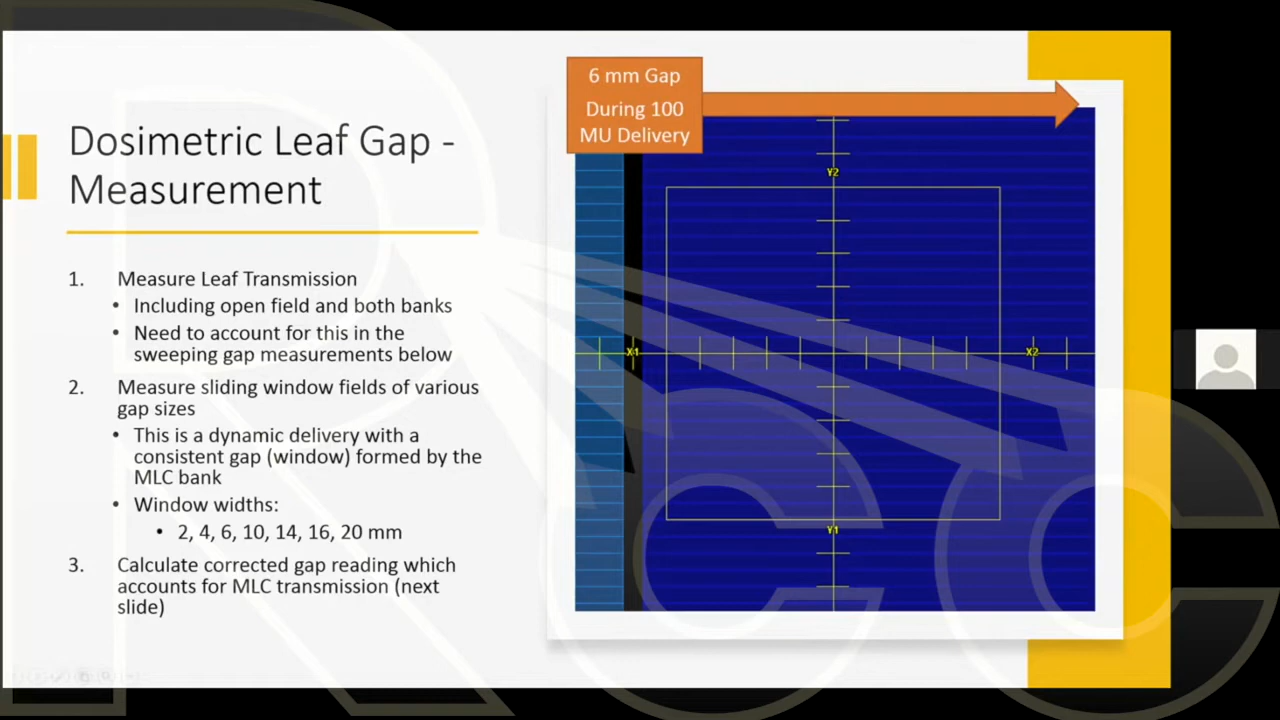 Dosimetric Leaf Gap -
Measurement
1. Measure Leaf Transmission
• Including open field and both banks
• Need to account for this in the
sweeping gap measurements below
2. Measure sliding window fields of various
gap sizes
• This is a dynamic delivery with a
consistent gap (window) formed by the
MLC bank
• Window widths:
• 2, 4, 6, 10, 14, 16, 20 mm
3. Calculate corrected gap reading which
accounts for MLC transmission (next
slide)
6 mm Gap
During 100
MU Delivery
Y2
X1
X2
Y1
RCC